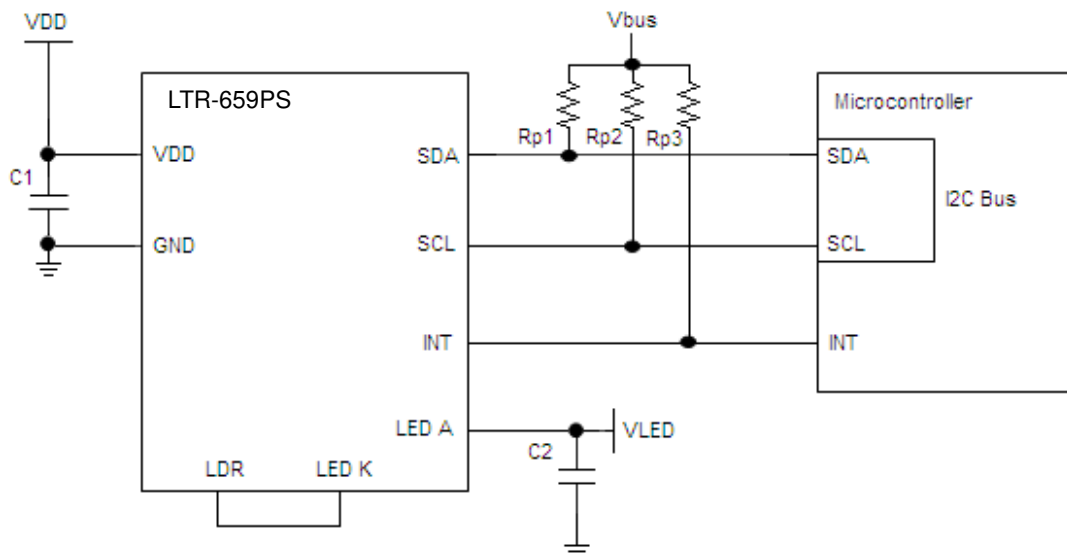 VDD
Vbus
LTR-659PS
Microcontroller
Rp1
Rp2
Rp3
VDD
SDA
SDA
C1
I2C Bus
GND
SCL
SCL
INT
INT
LED A
VLED
C2
LDR
LED K